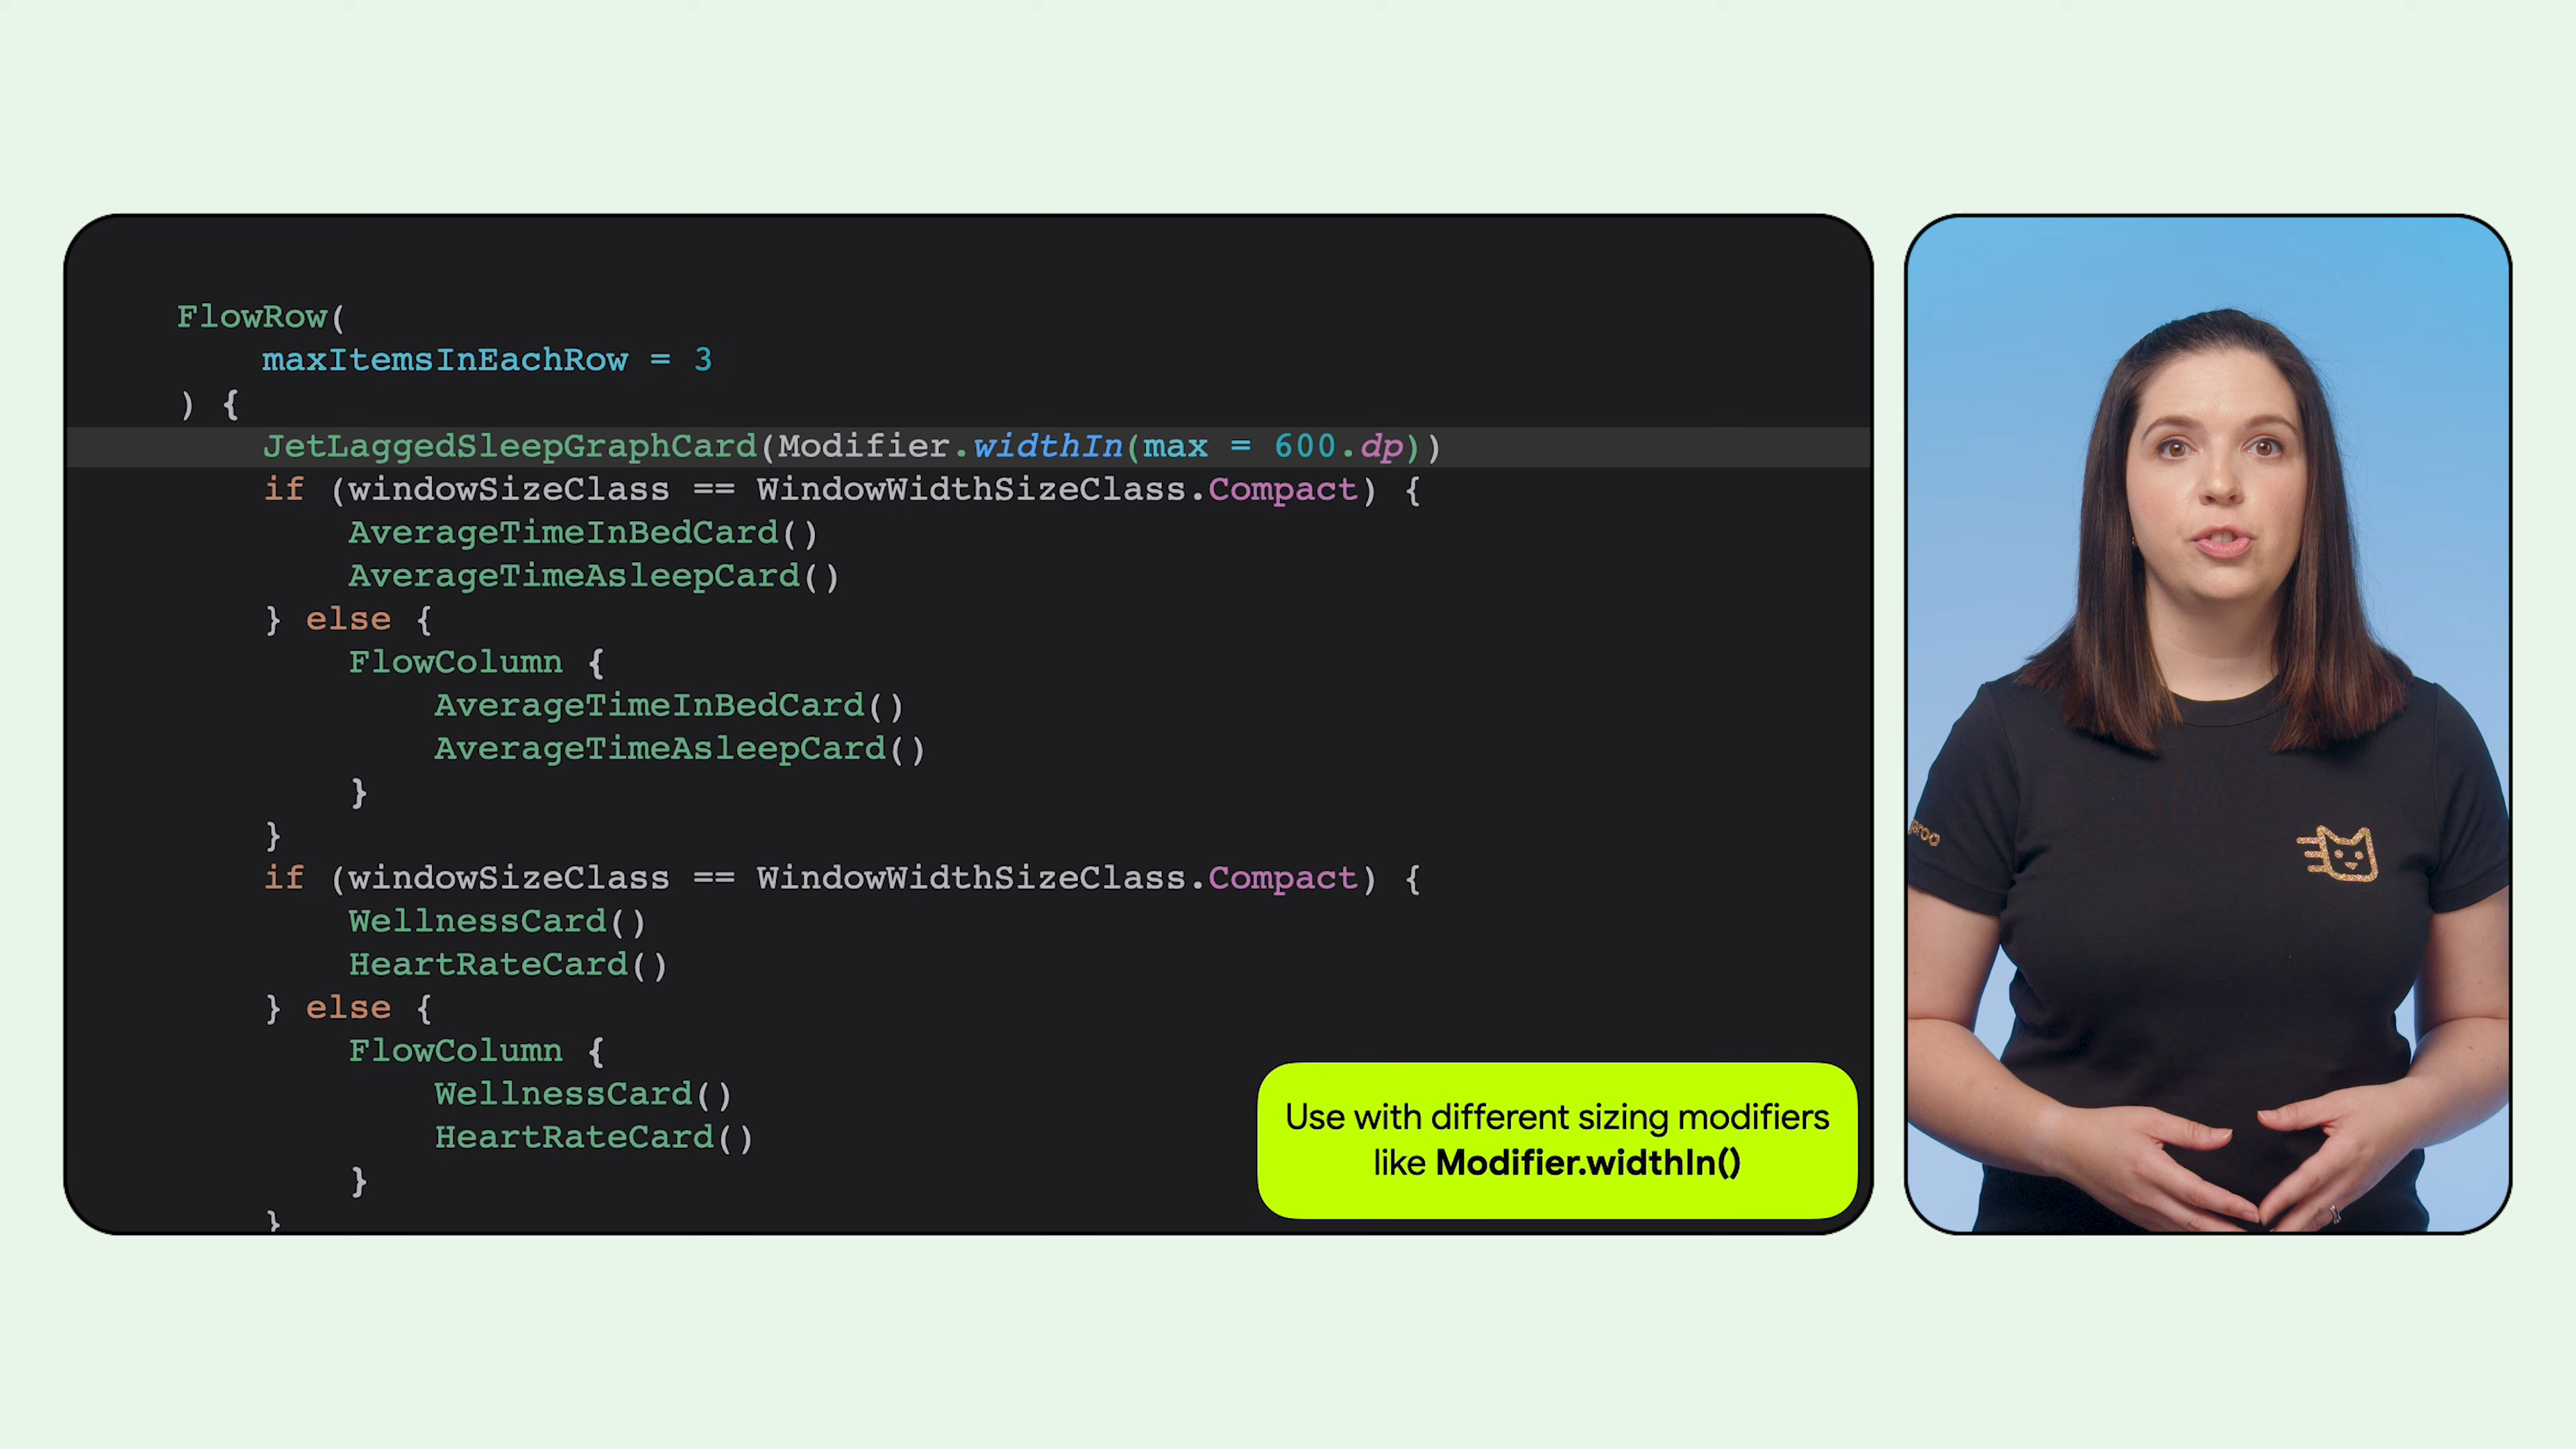 FlowRow(
maxItemsInEachRow = 3
) {
JetLaggedSleepGraphCard(Modifier.widthIn(max = 600.dp))
if (windowSizeClass == WindowWidthSizeClass.Compact) {
AverageTimeInBedCard()
AverageTimeAsleepCard()
} else {
FlowColumn {
AverageTimeInBedCard()
AverageTimeAsleepCard()
}
}
if (windowSizeClass == WindowWidthSizeClass.Compact) {
WellnessCard()
HeartRateCard()
} else {
FlowColumn {
WellnessCard()
HeartRateCard()
}
}
Use with different sizing modifiers
like Modifier.widthIn()